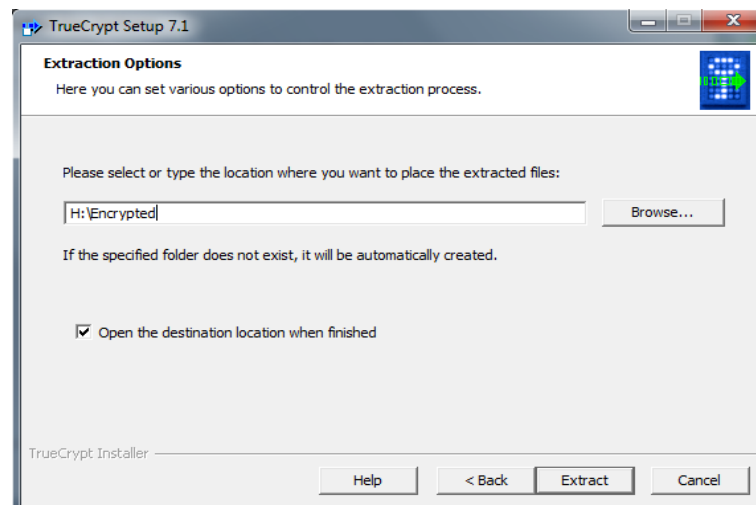 TrueCrypt Setup 7.1
Extraction Options
Here you can set various options to control the extraction process.
Please select or type the location where you want to place the extracted files:
H:\Encrypted
Browse...
If the specified folder does not exist, it will be automatically created.
Open the destination location when finished
TrueCrypt Installer
Help < Back Extract Cancel